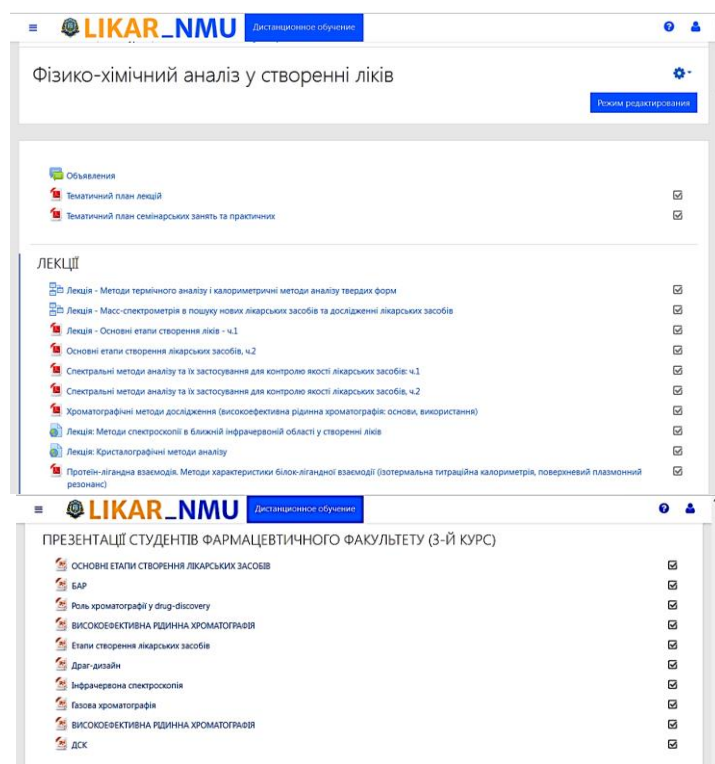 LIKAR_NMU Дистанционное обучение
Фізико-хімічний аналіз у створенні ліків
Режим редактирования
Объявления
Тематичний план лекцій
Тематичний план семінарських занять та практичних
ЛЕКЦІЇ
Лекція - Методи термічного аналізу і калориметричні методи аналізу твердих форм
Лекція - Масс-спектрометрія в пошуку нових лікарських засобів та дослідженні лікарських засобів
Лекція - Основні етапи створення ліків - ч.1
Основні етапи створення лікарських засобів, ч.2
Спектральні методи аналізу та їх застосування для контролю якості лікарських засобів: ч.1
Спектральні методи аналізу та їх застосування для контролю якості лікарських засобів, ч.2
Хроматографічні методи дослідження (високоефективна рідинна хроматографія: основи, використання)
Лекція: Методи спектроскопії в ближній інфрачервоній області у створенні ліків
Лекція: Кристалографічні методи аналізу
Протеїн-лігандна взаємодія. Методи характеристики білок-лігандної взаємодії (ізотермальна титраційна калориметрія, поверхневий плазмонний
резонанс)
LIKAR_NMU Дистанционное обучение
ПРЕЗЕНТАЦІЇ СТУДЕНТІВ ФАРМАЦЕВТИЧНОГО ФАКУЛЬТЕТУ (3-Й КУРС)
ОСНОВНІ ЕТАПИ СТВОРЕННЯ ЛІКАРСЬКИХ ЗАСОБІВ
БАР
Роль хроматографії у drug-discovery
ВИСОКОЕФЕКТИВНА РІДИННА ХРОМАТОГРАФІЯ
Етапи створення лікарських засобів
Драг-дизайн
Інфрачервона спектроскопія
Газова хроматографія
ВИСОКОЕФЕКТИВНА РІДИННА ХРОМАТОГРАФІЯ
ДСК